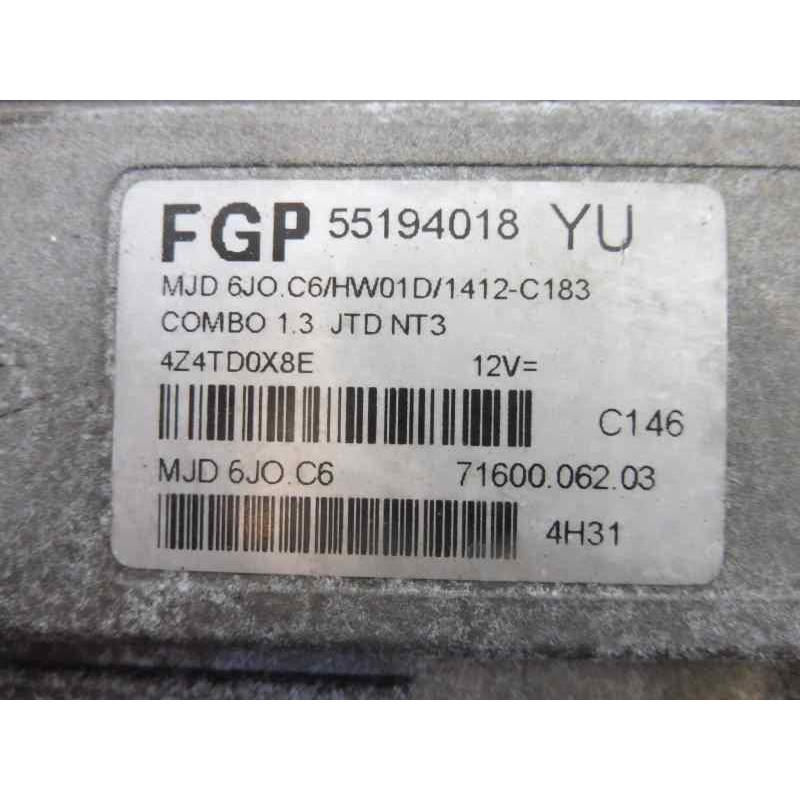 FGP 55194018 YU
MJD 6JO.C6/HW01D/1412-C183
COMBO 1.3 JTD NT3
4Z4TD0X8E 12V=
C146
MJD 6JO.C6 71600.062.03
4H31